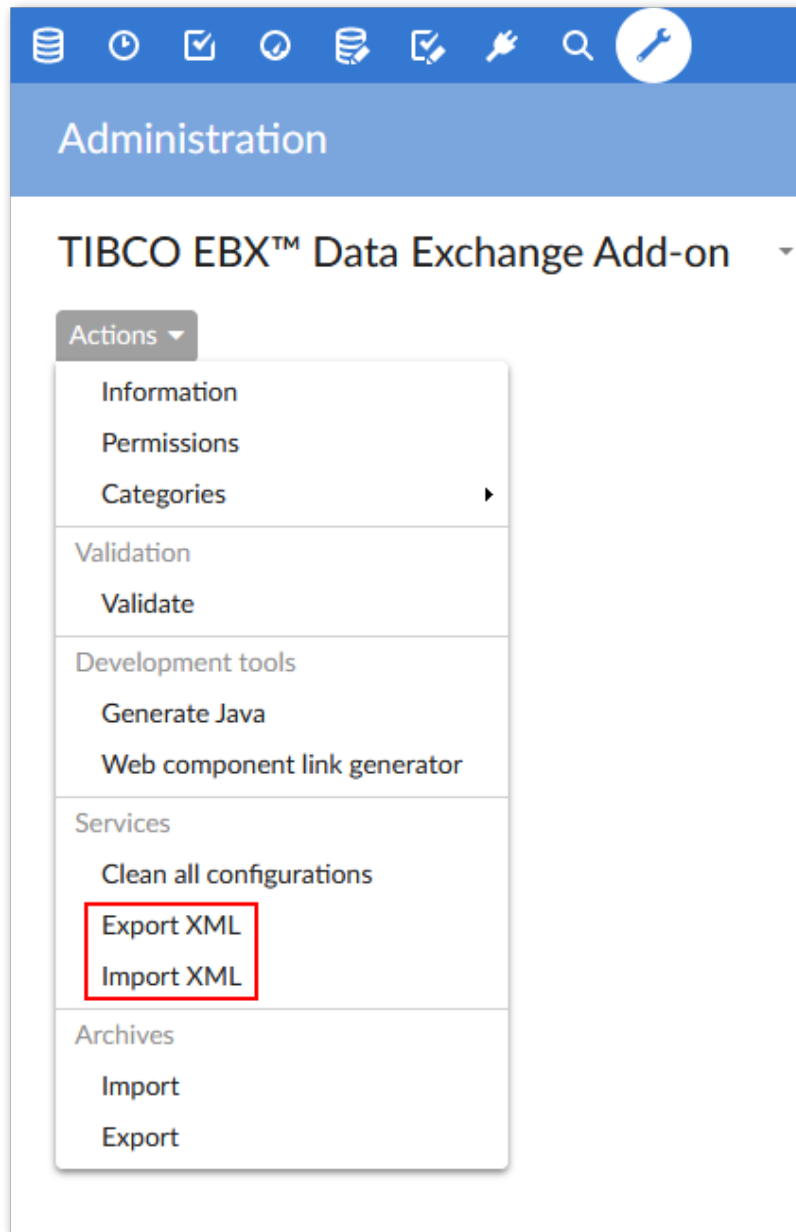 Administration
TIBCO EBX™ Data Exchange Add-on
Actions
Information
Permissions
Categories
Validation
Validate
Development tools
Generate Java
Web component link generator
Services
Clean all configurations
Export XML
Import XML
Archives
Import
Export